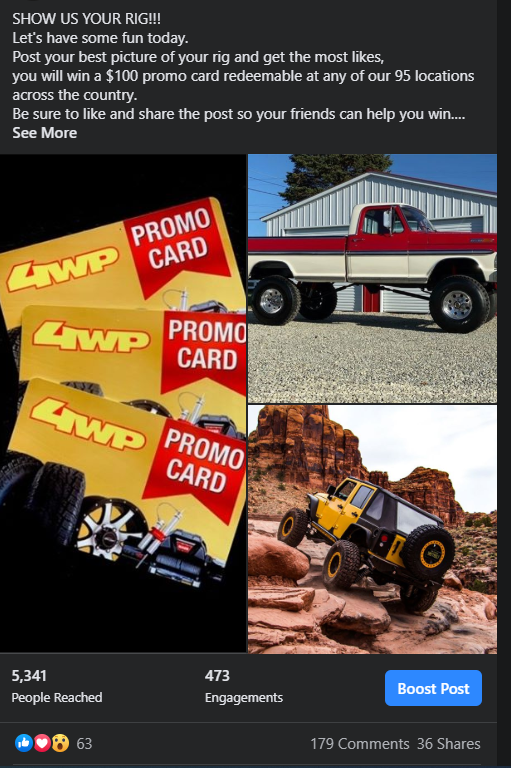 SHOW US YOUR RIG!!!
Let's have some fun today.
Post your best picture of your rig and get the most likes,
you will win a $100 promo card redeemable at any of our 95 locations
across the country.
Be sure to like and share the post so your friends can help you win....
See More
4WP
PROMO
CARD
4WP
PROMO
CARD
4WP
PROMO
CARD
5,341
People Reached
473
Engagements
Boost Post
63
179 Comments 36 Shares